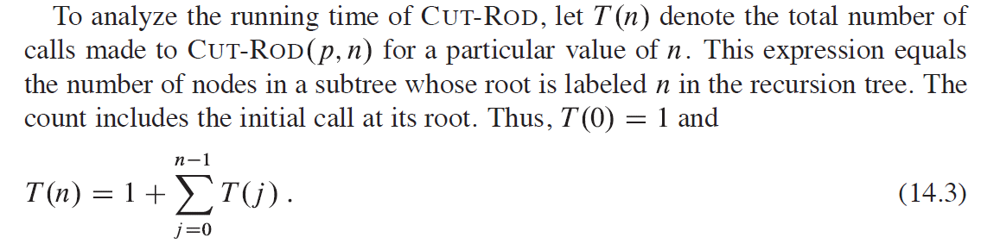 To analyze the running time of CUT-ROD, let T(n) denote the total number of
calls made to CUT-ROD(p, n) for a particular value of n. This expression equals
the number of nodes in a subtree whose root is labeled n in the recursion tree. The
count includes the initial call at its root. Thus, T(0) = 1 and
n−1
T(n) = 1 + ∑ T(j) . (14.3)
j=0